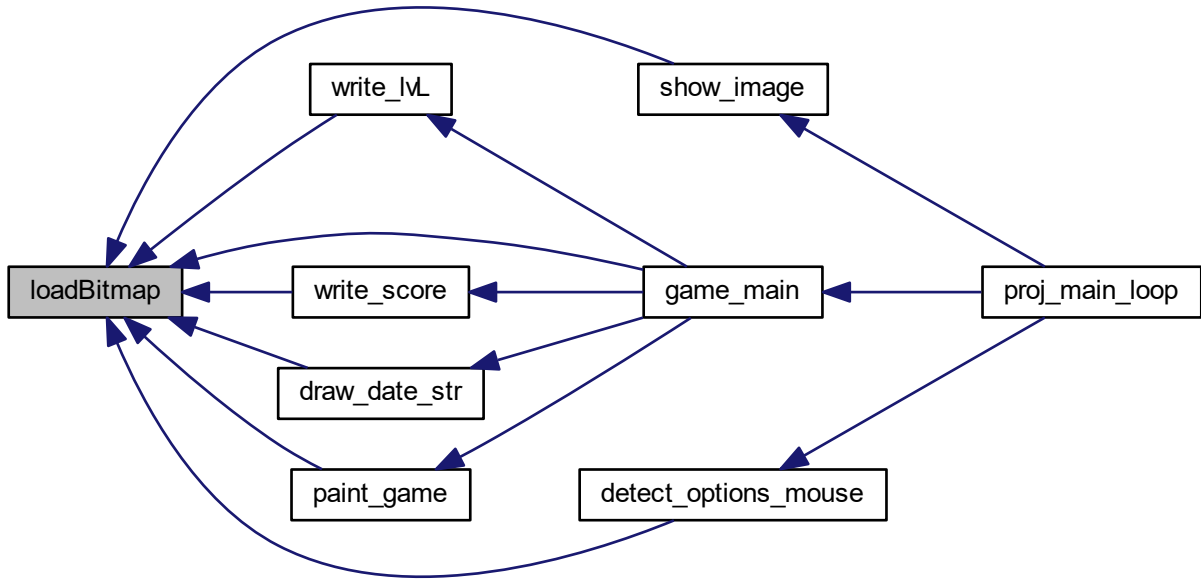 write_lvL
show_image
loadBitmap
write_score
game_main
proj_main_loop
draw_date_str
paint_game
detect_options_mouse